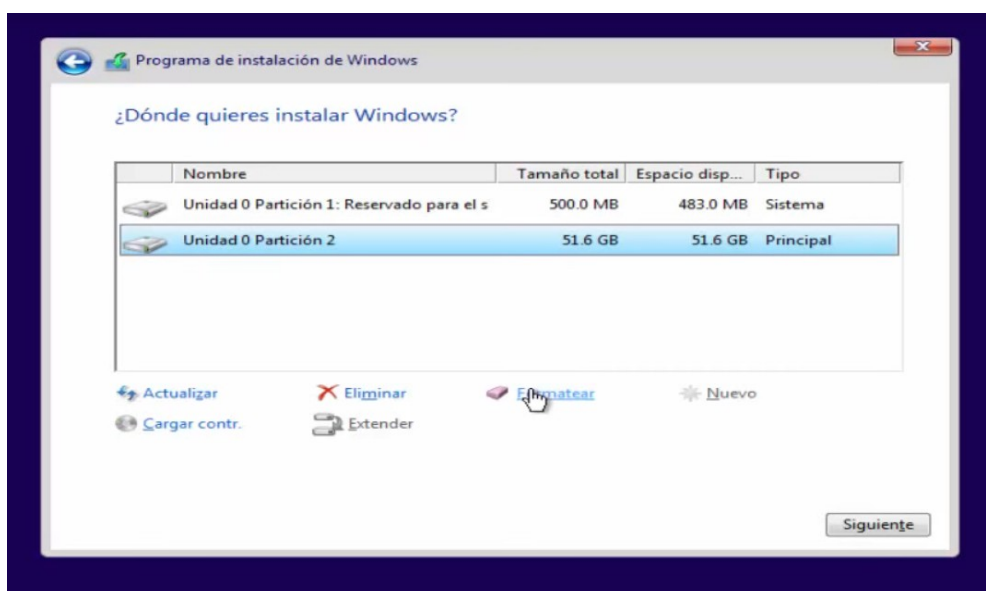 Programa de instalación de Windows
¿Dónde quieres instalar Windows?
Nombre Tamaño total Espacio disp... Tipo
Unidad 0 Partición 1: Reservado para el s 500.0 MB 483.0 MB Sistema
Unidad 0 Partición 2 51.6 GB 51.6 GB Principal
Actualizar Eliminar Formatear Nuevo
Cargar contr. Extender
Siguiente